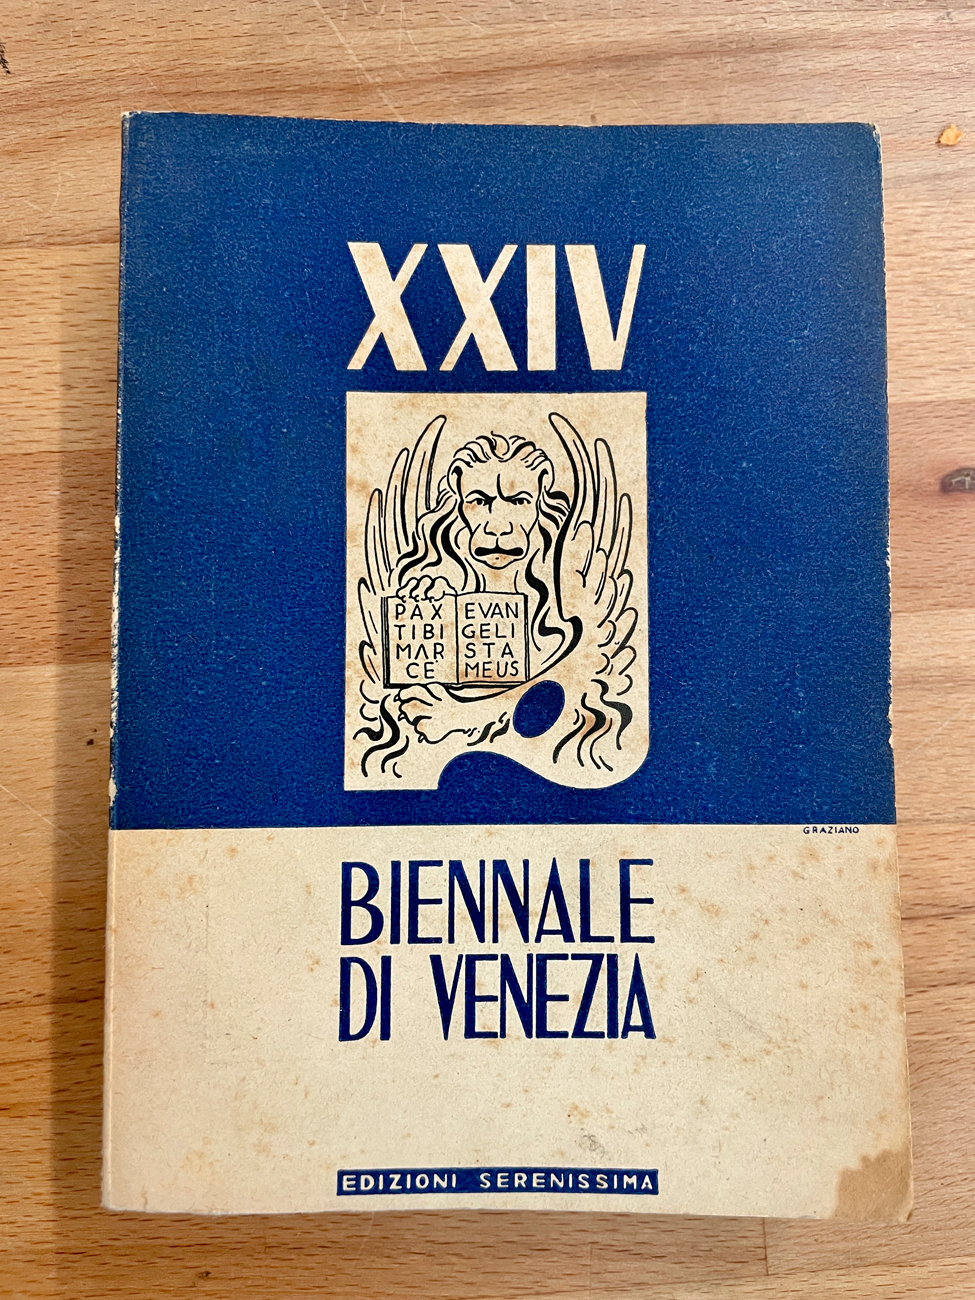 XXIV
PAX
TIBI
MAR
CE
EVAN
GELI
STA
MEUS
GRAZIANO
BIENNALE
DI VENEZIA
EDIZIONI SERENISSIMA